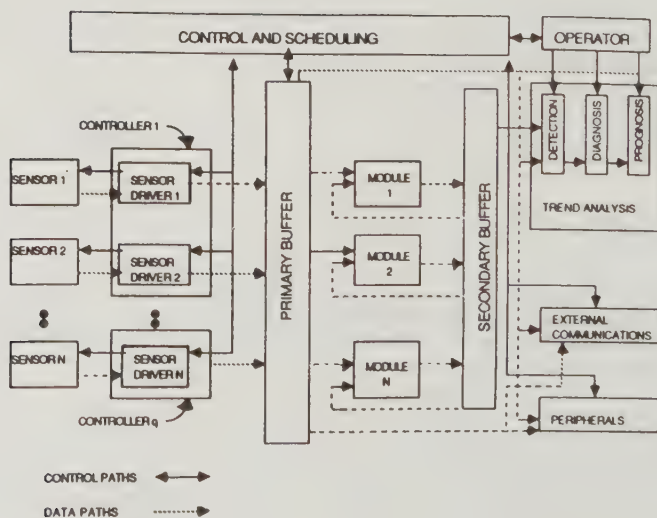 CONTROL AND SCHEDULING
OPERATOR
DETECTION
DIAGNOSIS
PROGNOSIS
TREND ANALYSIS
CONTROLLER 1
SENSOR 1
SENSOR
DRIVER 1
SENSOR 2
SENSOR
DRIVER 2
SENSOR N
SENSOR
DRIVER N
CONTROLLER q
PRIMARY BUFFER
MODULE
1
MODULE
2
MODULE
N
SECONDARY BUFFER
EXTERNAL
COMMUNICATIONS
PERIPHERALS
CONTROL PATHS
DATA PATHS